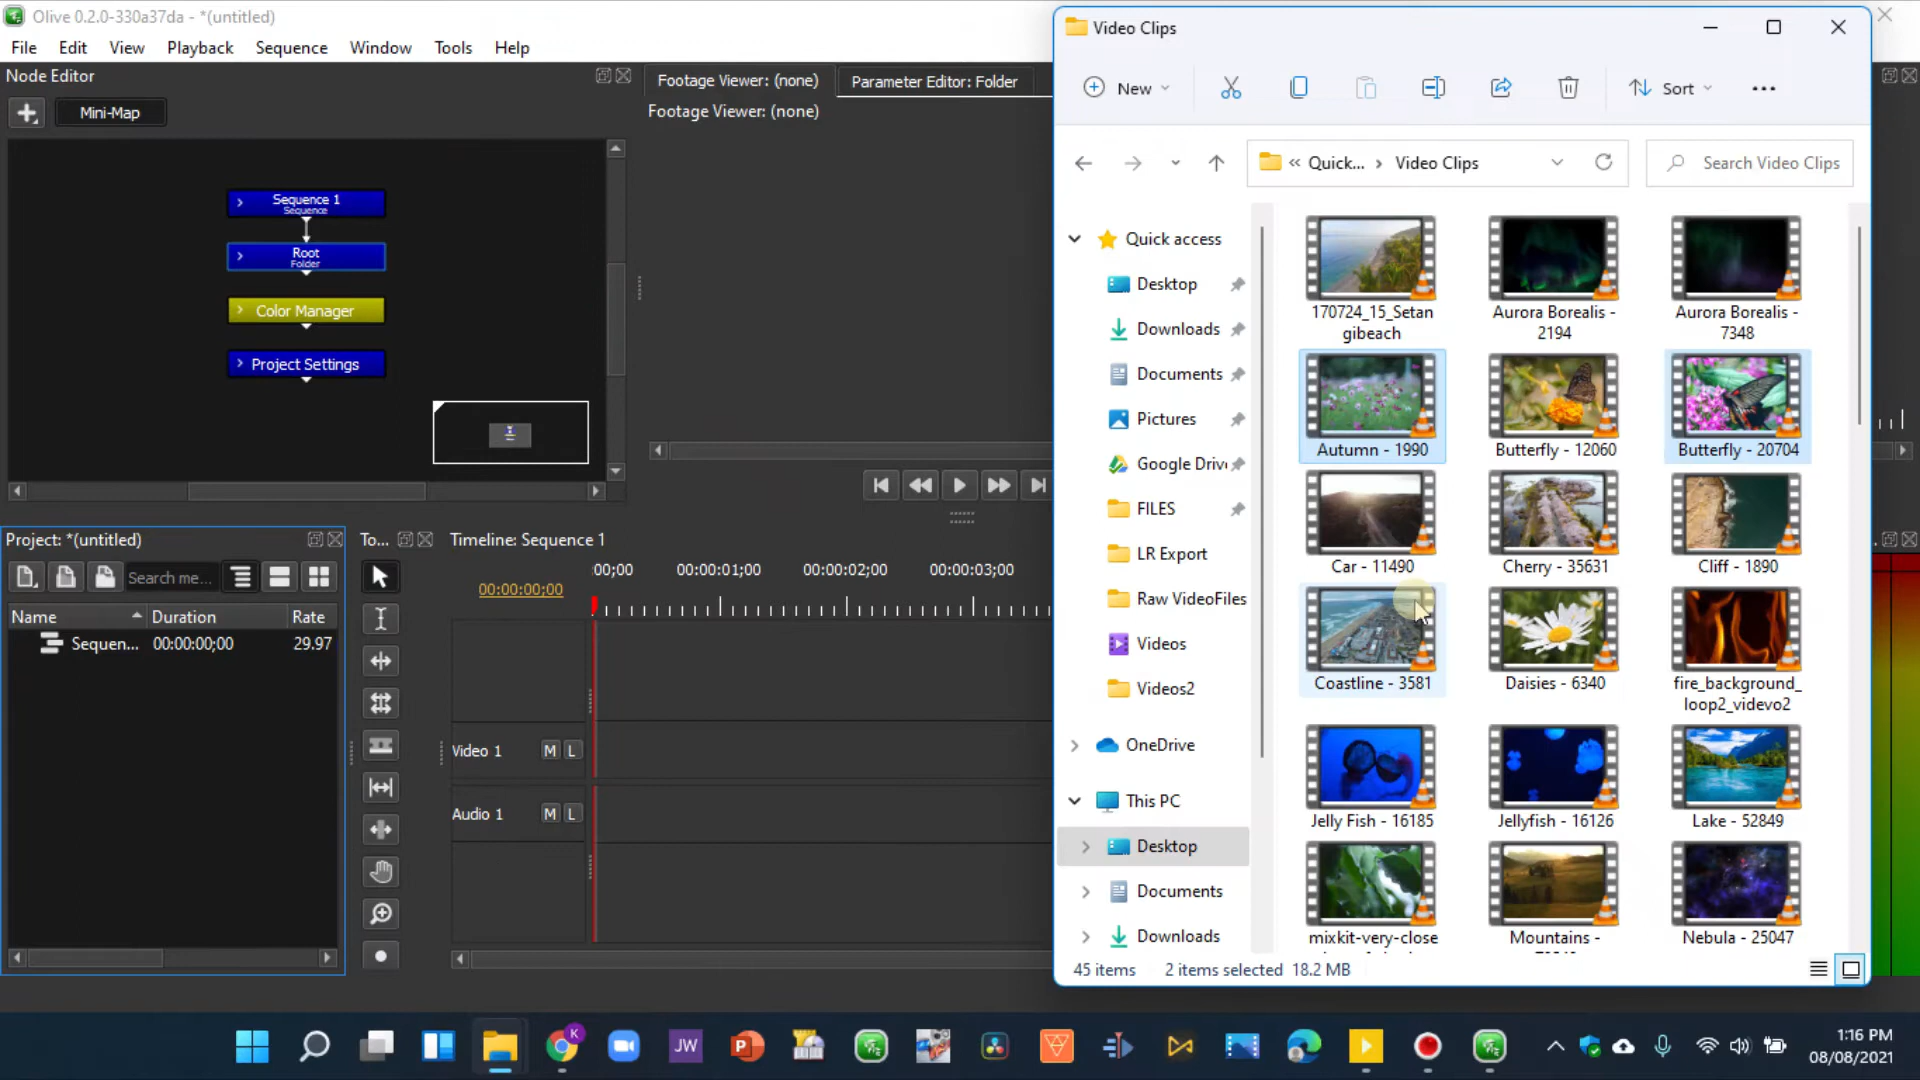 Olive 0.2.0-330a37da - *(untitled)
File Edit View Playback Sequence Window Tools Help
Node Editor
Mini-Map
Sequence 1
Sequence
Root
Folder
Color Manager
Project Settings
Footage Viewer: (none) Parameter Editor: Folder
Footage Viewer: (none)
Project: *(untitled)
Search me...
Name Duration Rate
Sequen... 00:00:00;00 29.97
To...
Timeline: Sequence 1
00:00:00;00
:00;00 00:00:01;00 00:00:02;00 00:00:03;00
Video 1 M L
Audio 1 M L
Video Clips
New Sort
« Quick... › Video Clips
Search Video Clips
Quick access
Desktop
Downloads
Documents
Pictures
Google Driv
FILES
LR Export
Raw VideoFiles
Videos
Videos2
OneDrive
This PC
Desktop
Documents
Downloads
170724_15_Setan
gibeach
Aurora Borealis -
2194
Aurora Borealis -
7348
Autumn - 1990
Butterfly - 12060
Butterfly - 20704
Car - 11490
Cherry - 35631
Cliff - 1890
Coastline - 3581
Daisies - 6340
fire_background_
loop2_videvo2
Jelly Fish - 16185
Jellyfish - 16126
Lake - 52849
mixkit-very-close
Mountains -
Nebula - 25047
45 items 2 items selected 18.2 MB
K
JW
P
1:16 PM
08/08/2021